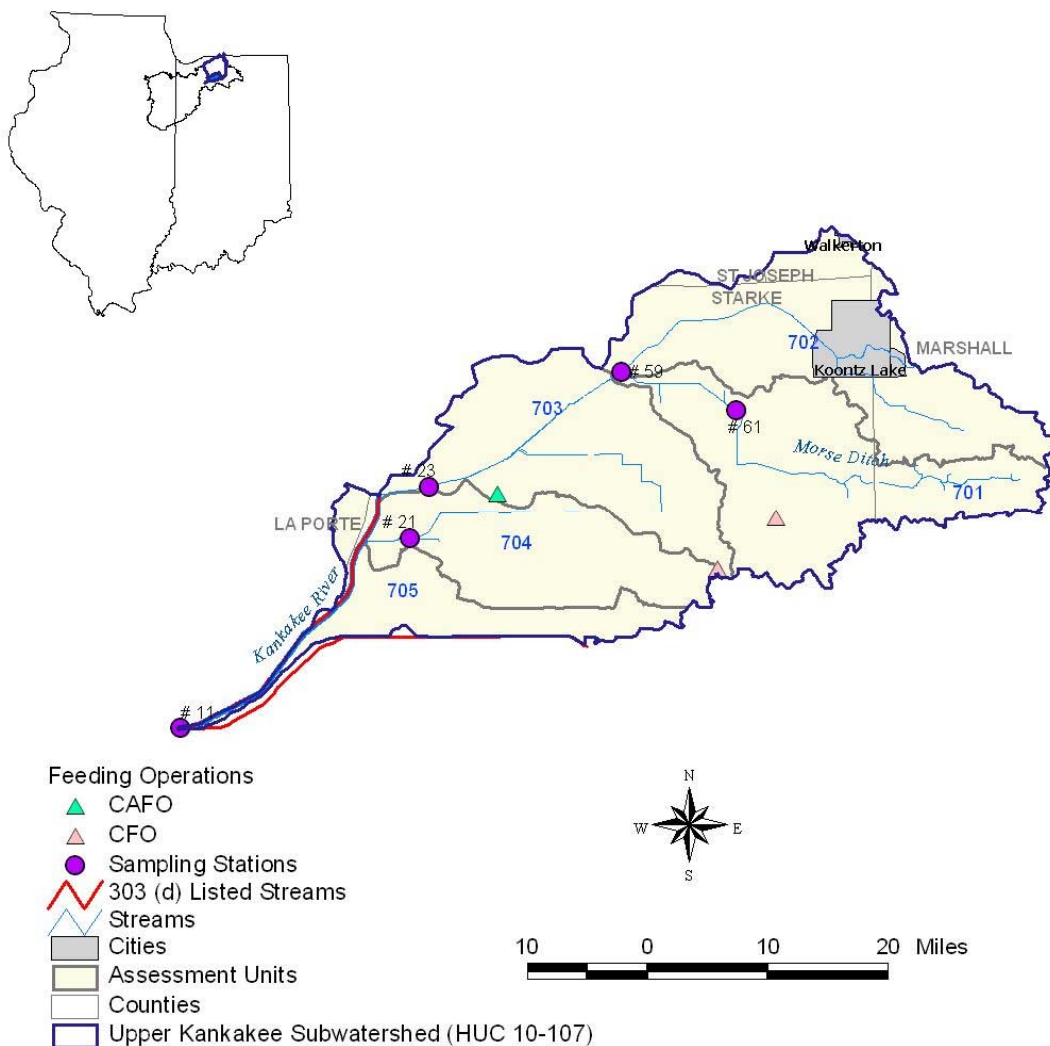 Walkerton
ST JOSEPH
STARKE
702
MARSHALL
Koontz Lake
# 59
703
# 61
Morse Ditch
701
# 23
LA PORTE
# 21
704
705
Kankakee River
# 11
Feeding Operations
CAFO
CFO
Sampling Stations
303 (d) Listed Streams
Streams
Cities
Assessment Units
Counties
Upper Kankakee Subwatershed (HUC 10-107)
N
W
E
S
10 0 10 20 Miles